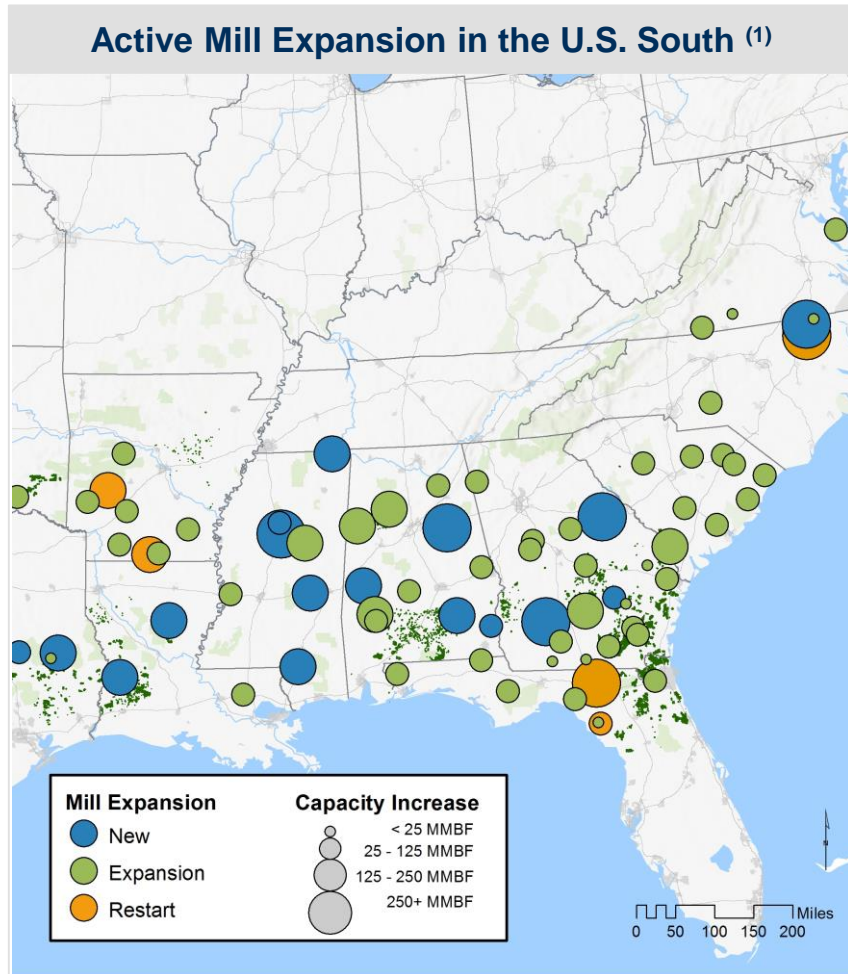 Active Mill Expansion in the U.S. South (1)
Mill Expansion
New
Expansion
Restart
Capacity Increase
< 25 MMBF
25 - 125 MMBF
125 - 250 MMBF
250+ MMBF
N
Miles
0 50 100 150 200